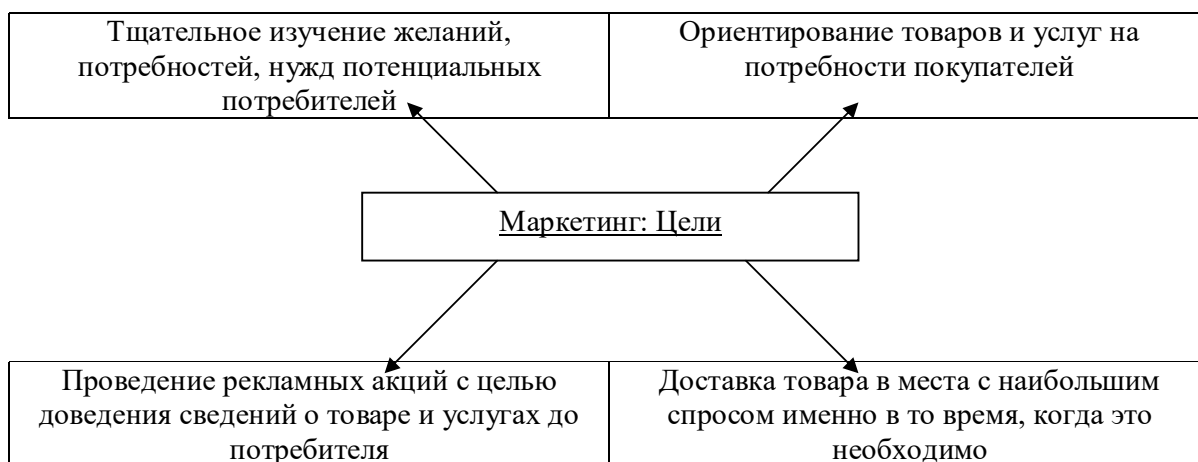 Тщательное изучение желаний,
потребностей, нужд потенциальных
потребителей
Ориентирование товаров и услуг на
потребности покупателей
Маркетинг: Цели
Проведение рекламных акций с целью
доведения сведений о товаре и услугах до
потребителя
Доставка товара в места с наибольшим
спросом именно в то время, когда это
необходимо